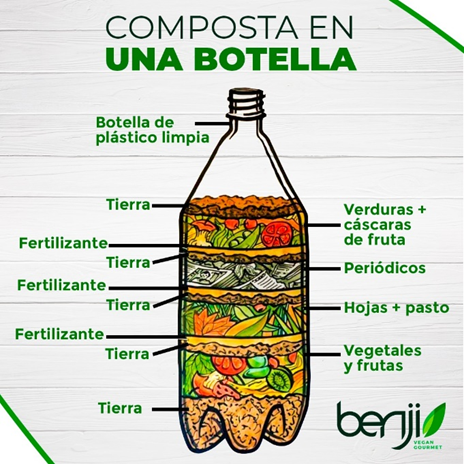 COMPOSTA EN
UNA BOTELLA
Botella de
plástico limpia
Tierra
Fertilizante
Tierra
Fertilizante
Tierra
Fertilizante
Tierra
Tierra
Verduras +
cáscaras
de fruta
Periódicos
Hojas + pasto
Vegetales
y frutas
benji
VEGAN
GOURMET